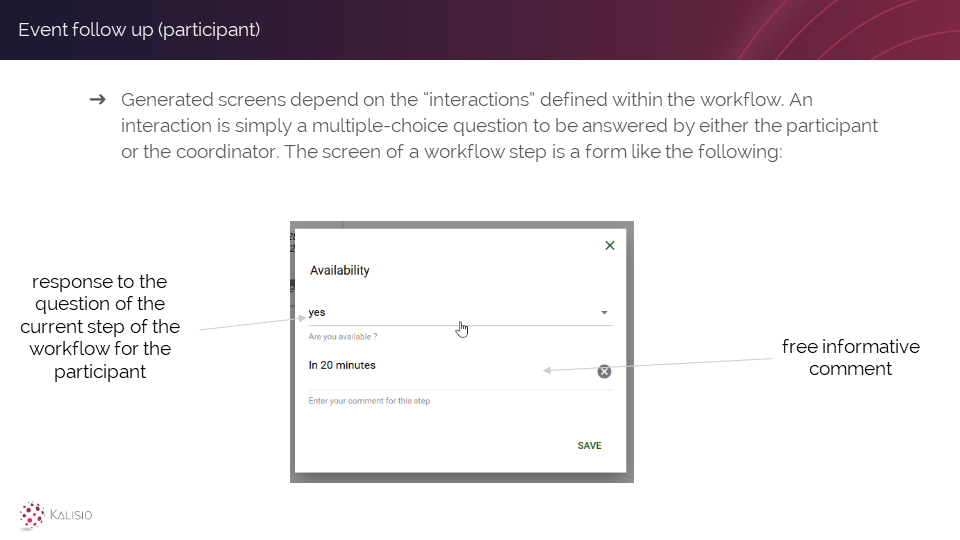 Event follow up (participant)
➔ Generated screens depend on the “interactions” defined within the workflow. An
interaction is simply a multiple-choice question to be answered by either the participant
or the coordinator. The screen of a workflow step is a form like the following:
Availability
response to the
question of the
current step of the
workflow for the
participant
yes
Are you available ?
In 20 minutes
Enter your comment for this step
SAVE
free informative
comment
KALISIO